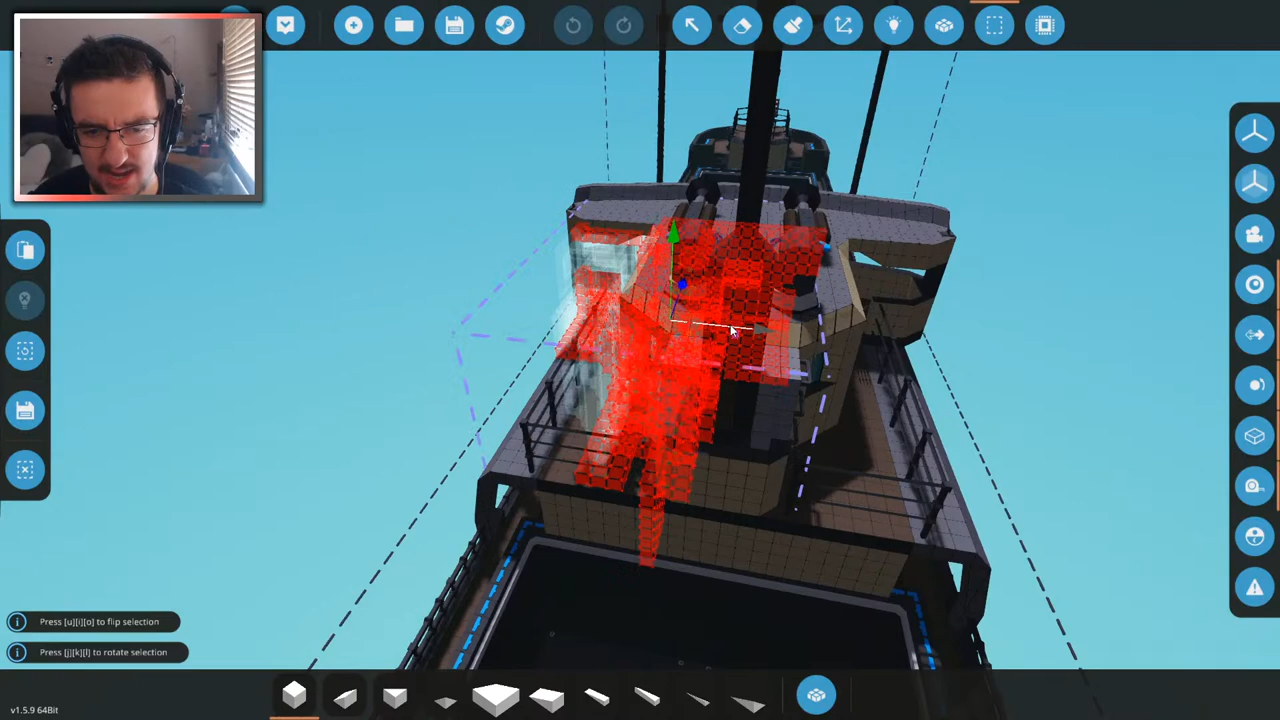 Press [u][i][o] to flip selection
Press [j][k][l] to rotate selection
v1.5.9 64Bit